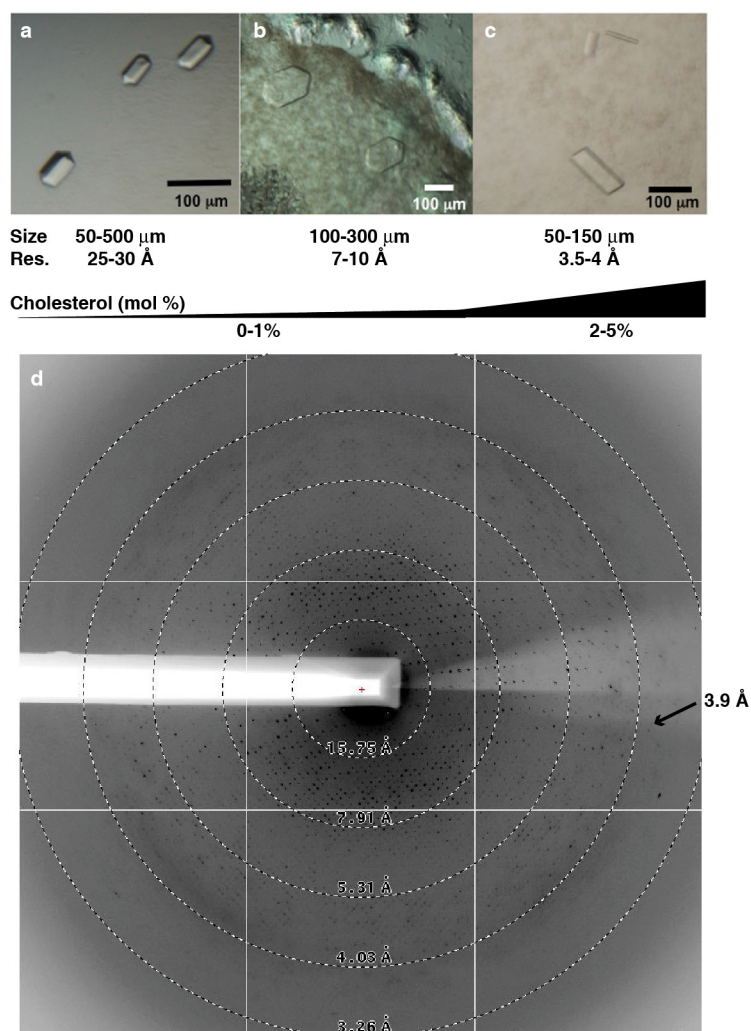 a b c
100 μm 100 μm 100 μm
Size 50-500 μm 100-300 μm 50-150 μm
Res. 25-30 Å 7-10 Å 3.5-4 Å
Cholesterol (mol %)
0-1% 2-5%
d
3.9 Å
15.75 Å
7.91 Å
5.31 Å
4.03 Å
3.26 Å